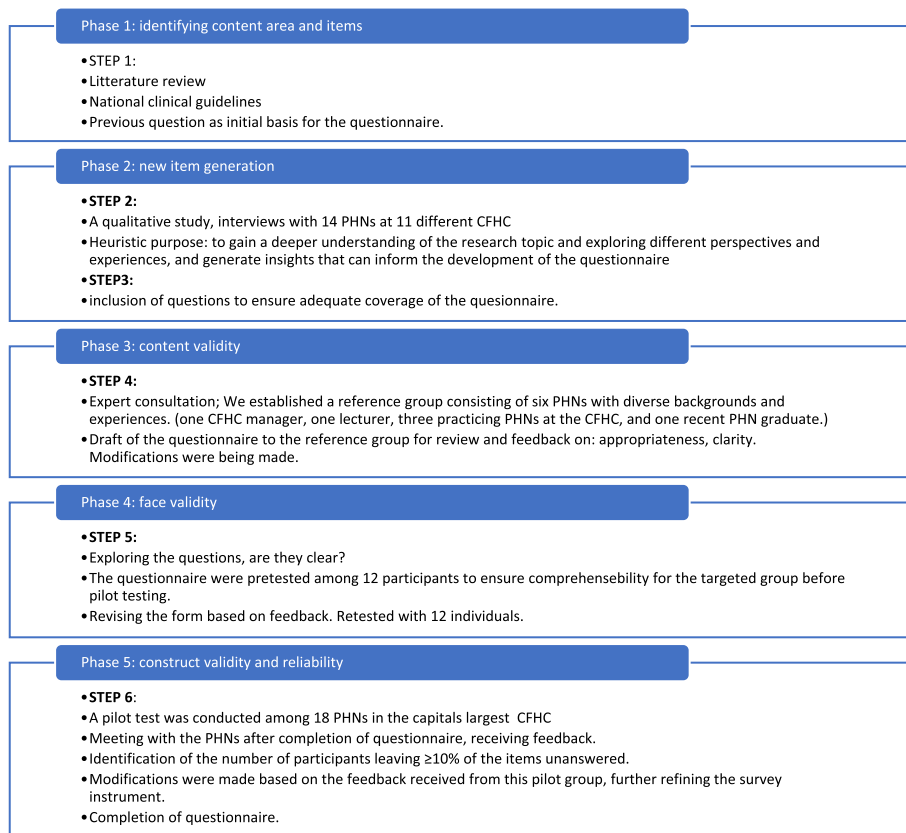 Phase 1: identifying content area and items
•STEP 1:
•Litterature review
•National clinical guidelines
•Previous question as initial basis for the questionnaire.
Phase 2: new item generation
•STEP 2:
•A qualitative study, interviews with 14 PHNs at 11 different CFHC
•Heuristic purpose: to gain a deeper understanding of the research topic and exploring different perspectives and
experiences, and generate insights that can inform the development of the questionnaire
•STEP3:
•inclusion of questions to ensure adequate coverage of the quesionnaire.
Phase 3: content validity
•STEP 4:
•Expert consultation; We established a reference group consisting of six PHNs with diverse backgrounds and
experiences. (one CFHC manager, one lecturer, three practicing PHNs at the CFHC, and one recent PHN graduate.)
•Draft of the questionnaire to the reference group for review and feedback on: appropriateness, clarity.
Modifications were being made.
Phase 4: face validity
•STEP 5:
•Exploring the questions, are they clear?
•The questionnaire were pretested among 12 participants to ensure comprehensebility for the targeted group before
pilot testing.
•Revising the form based on feedback. Retested with 12 individuals.
Phase 5: construct validity and reliability
•STEP 6:
•A pilot test was conducted among 18 PHNs in the capitals largest CFHC
•Meeting with the PHNs after completion of questionnaire, receiving feedback.
•Identification of the number of participants leaving ≥10% of the items unanswered.
•Modifications were made based on the feedback received from this pilot group, further refining the survey
instrument.
•Completion of questionnaire.